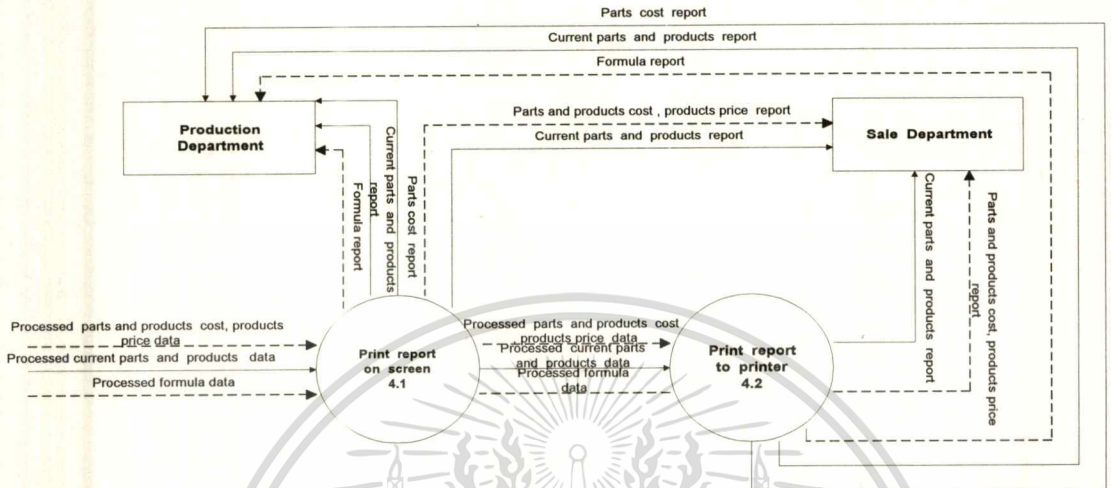 Parts cost report
Current parts and products report
Formula report
Production
Department
Parts and products cost , products price report
Current parts and products report
Sale Department
Formula report
Current parts and products
report
Parts cost report
Current parts and products report
Parts and products cost, products price
report
Processed parts and products cost, products
price data
Processed current parts and products data
Processed formula data
Print report
on screen
4.1
Processed parts and products cost
products price data
Processed current parts
and products data
Processed formula
data
Print report
to printer
4.2